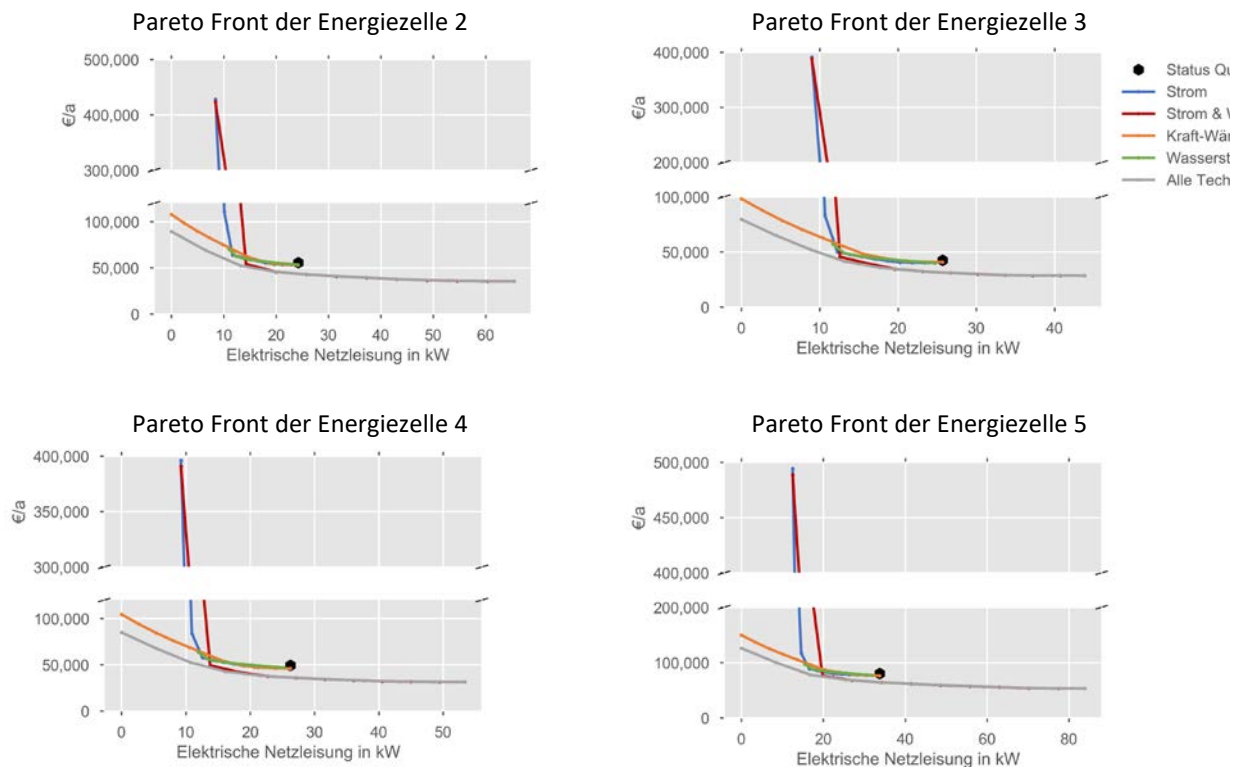 Pareto Front der Energiezelle 2
500,000
400,000
300,000
100,000
50,000
0
€/a
0 10 20 30 40 50 60
Elektrische Netzleisung in kW
Pareto Front der Energiezelle 3
400,000
300,000
200,000
100,000
50,000
0
€/a
0 10 20 30 40
Elektrische Netzleisung in kW
Status Qu
Strom
Strom & V
Kraft-Wär
Wasserst
Alle Tech
Pareto Front der Energiezelle 4
400,000
350,000
300,000
100,000
50,000
0
€/a
0 10 20 30 40 50
Elektrische Netzleisung in kW
Pareto Front der Energiezelle 5
500,000
450,000
400,000
200,000
100,000
0
€/a
0 20 40 60 80
Elektrische Netzleisung in kW